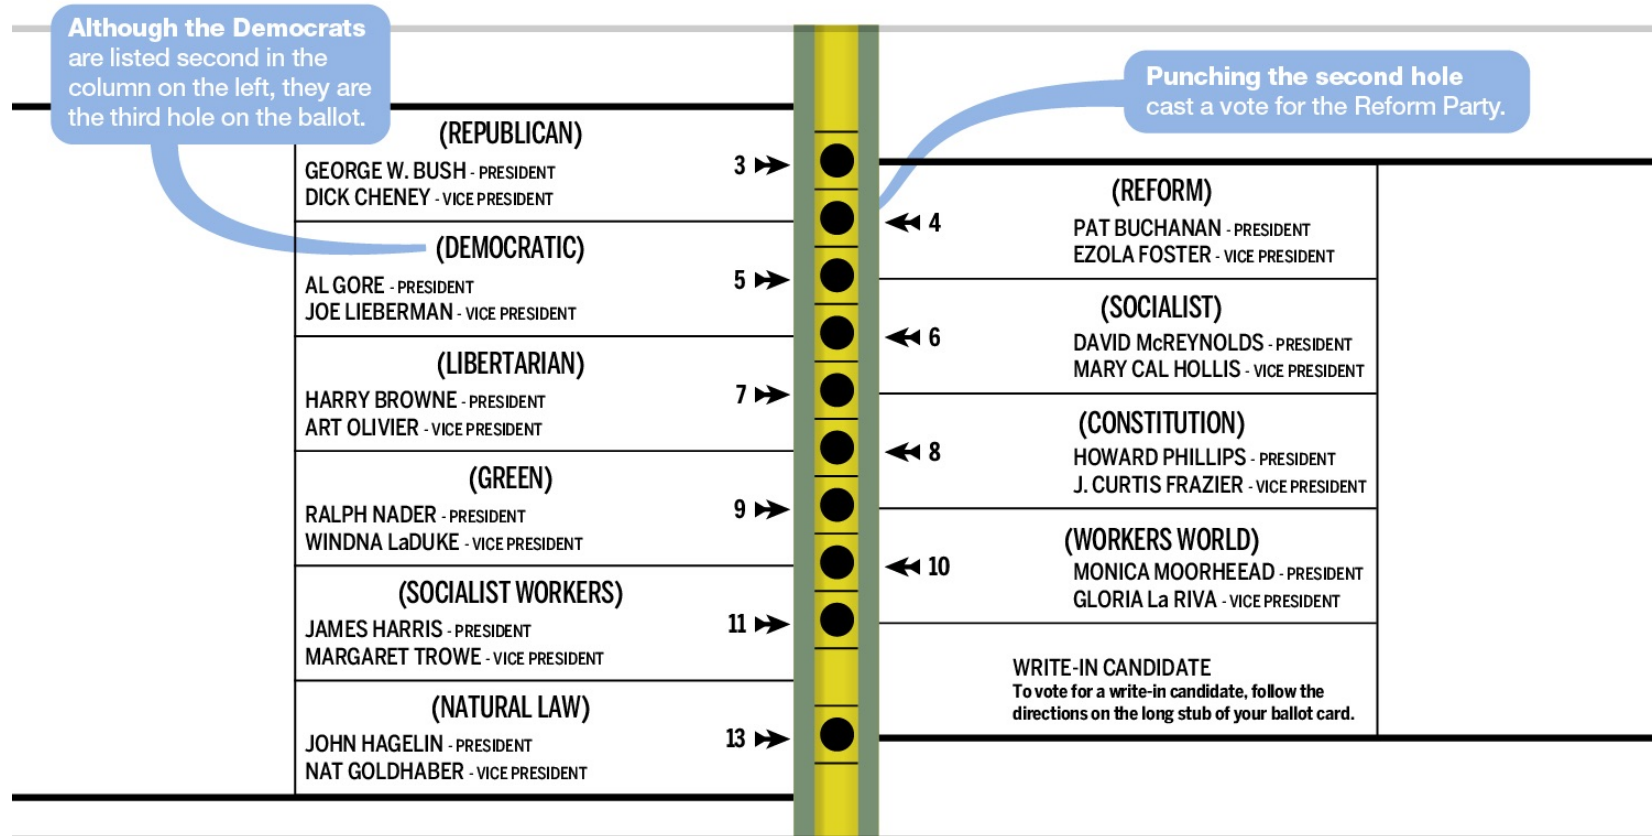 Although the Democrats
are listed second in the
column on the left, they are
the third hole on the ballot.
(REPUBLICAN)
GEORGE W. BUSH - PRESIDENT
DICK CHENEY - VICE PRESIDENT
3
(DEMOCRATIC)
AL GORE - PRESIDENT
JOE LIEBERMAN - VICE PRESIDENT
5
(LIBERTARIAN)
HARRY BROWNE - PRESIDENT
ART OLIVIER - VICE PRESIDENT
7
(GREEN)
RALPH NADER - PRESIDENT
WINDNA LaDUKE - VICE PRESIDENT
9
(SOCIALIST WORKERS)
JAMES HARRIS - PRESIDENT
MARGARET TROWE - VICE PRESIDENT
11
(NATURAL LAW)
JOHN HAGELIN - PRESIDENT
NAT GOLDHABER - VICE PRESIDENT
13
Punching the second hole
cast a vote for the Reform Party.
(REFORM)
4
PAT BUCHANAN - PRESIDENT
EZOLA FOSTER - VICE PRESIDENT
(SOCIALIST)
6
DAVID McREYNOLDS - PRESIDENT
MARY CAL HOLLIS - VICE PRESIDENT
(CONSTITUTION)
8
HOWARD PHILLIPS - PRESIDENT
J. CURTIS FRAZIER - VICE PRESIDENT
(WORKERS WORLD)
10
MONICA MOORHEEAD - PRESIDENT
GLORIA La RIVA - VICE PRESIDENT
WRITE-IN CANDIDATE
To vote for a write-in candidate, follow the
directions on the long stub of your ballot card.